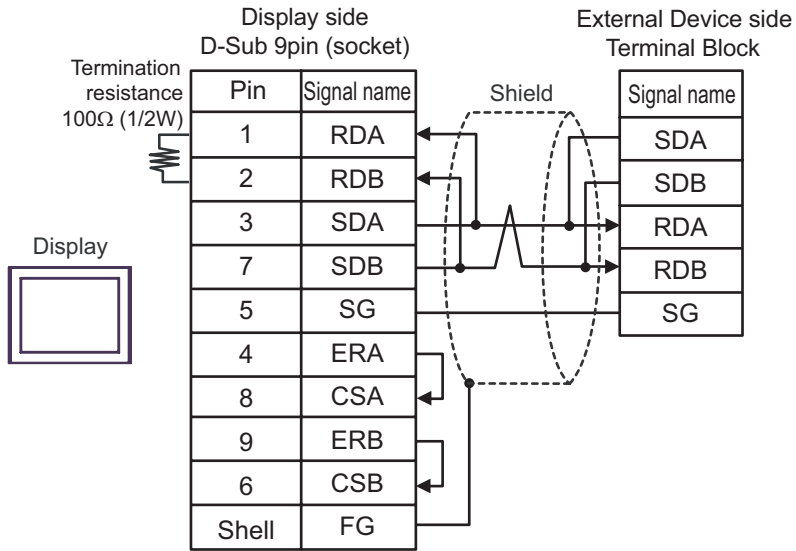 Display side
D-Sub 9pin (socket)
External Device side
Terminal Block
Termination
resistance
100Ω (1/2W)
Pin Signal name
Shield
Signal name
1 RDA
SDA
2 RDB
SDB
3 SDA
RDA
Display
7 SDB
RDB
5 SG
SG
4 ERA
8 CSA
9 ERB
6 CSB
Shell FG